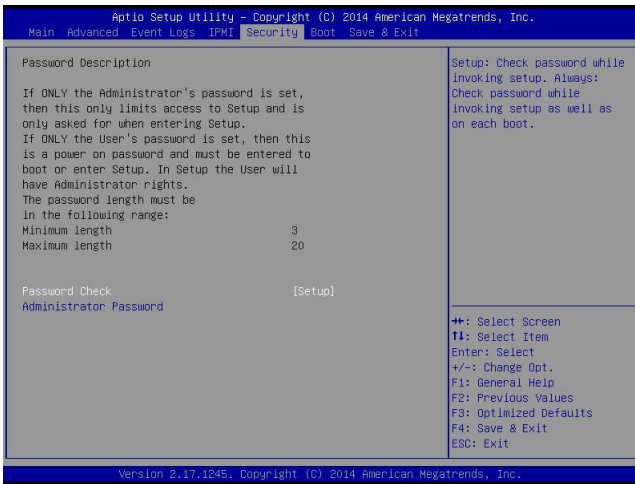 Aptio Setup Utility – Copyright (C) 2014 American Megatrends, Inc.
Main Advanced Event Logs IPMI Security Boot Save & Exit
Password Description
If ONLY the Administrator's password is set,
then this only limits access to Setup and is
only asked for when entering Setup.
If ONLY the User's password is set, then this
is a power on password and must be entered to
boot or enter Setup. In Setup the User will
have Administrator rights.
The password length must be
in the following range:
Minimum length 3
Maximum length 20
Password Check [Setup]
Administrator Password
Setup: Check password while
invoking setup. Always:
Check password while
invoking setup as well as
on each boot.
→←: Select Screen
↑↓: Select Item
Enter: Select
+/-: Change Opt.
F1: General Help
F2: Previous Values
F3: Optimized Defaults
F4: Save & Exit
ESC: Exit
Version 2.17.1245. Copyright (C) 2014 American Megatrends, Inc.